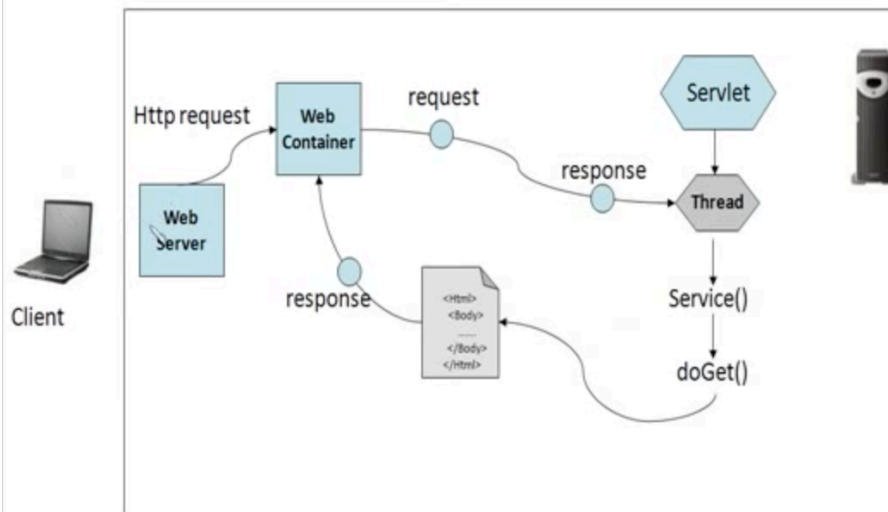 Http request
Web
Container
request
Servlet
response
Thread
Web
Server
Client
response
Service()
<Html>
<Body>
......
</Body>
</Html>
doGet()